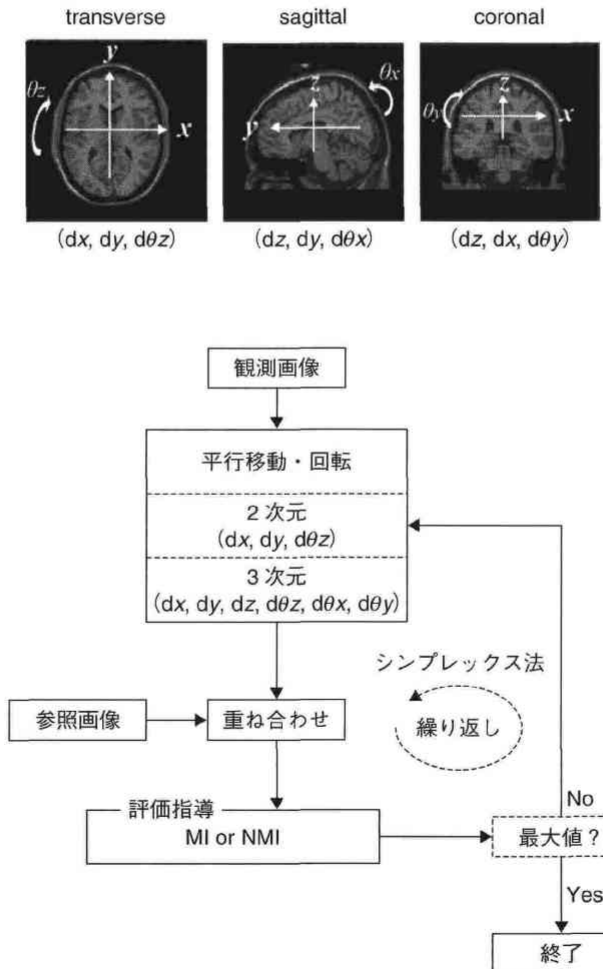 transverse sagittal coronal
y
θz
x
z
θx
y
z
θy
x
(dx, dy, dθz) (dz, dy, dθx) (dz, dx, dθy)
観測画像
平行移動・回転
2次元
(dx, dy, dθz)
3次元
(dx, dy, dz, dθz, dθx, dθy)
シンプレックス法
繰り返し
参照画像
重ね合わせ
評価指導
MI or NMI
No
最大値？
Yes
終了